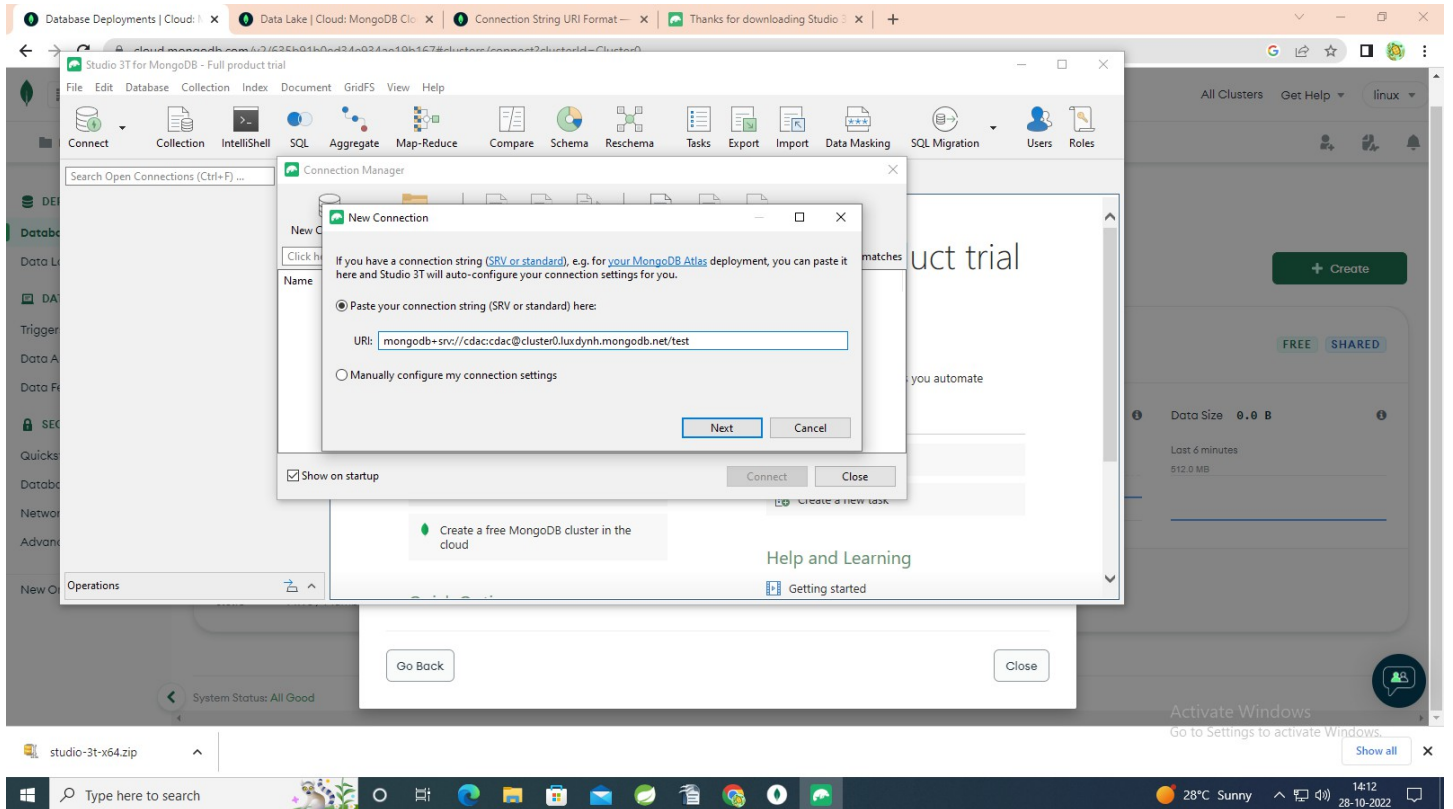 Database Deployments | Cloud: M
Data Lake | Cloud: MongoDB Clo
Connection String URI Format —
Thanks for downloading Studio 3
Studio 3T for MongoDB - Full product trial
File Edit Database Collection Index Document GridFS View Help
Connect Collection IntelliShell SQL Aggregate Map-Reduce Compare Schema Reschema Tasks Export Import Data Masking SQL Migration Users Roles
All Clusters Get Help linux
Search Open Connections (Ctrl+F) ...
Connection Manager
New C
Click h
matches
Name
New Connection
If you have a connection string (SRV or standard), e.g. for your MongoDB Atlas deployment, you can paste it
here and Studio 3T will auto-configure your connection settings for you.
Paste your connection string (SRV or standard) here:
URI: mongodb+srv://cdac:cdac@cluster0.luxdynh.mongodb.net/test
Manually configure my connection settings
Next Cancel
Show on startup
Connect Close
uct trial
you automate
Create a new task
Create a free MongoDB cluster in the
cloud
Help and Learning
Getting started
Operations
DE
Databa
Data L
DA
Trigger
Data A
Data Fe
SEC
Quicks
Databa
Networ
Advanc
New O
+ Create
FREE SHARED
Data Size 0.0 B
Last 6 minutes
512.0 MB
Go Back
Close
System Status: All Good
Activate Windows
Go to Settings to activate Windows.
studio-3t-x64.zip
Show all
Type here to search
28°C Sunny
14:12
28-10-2022